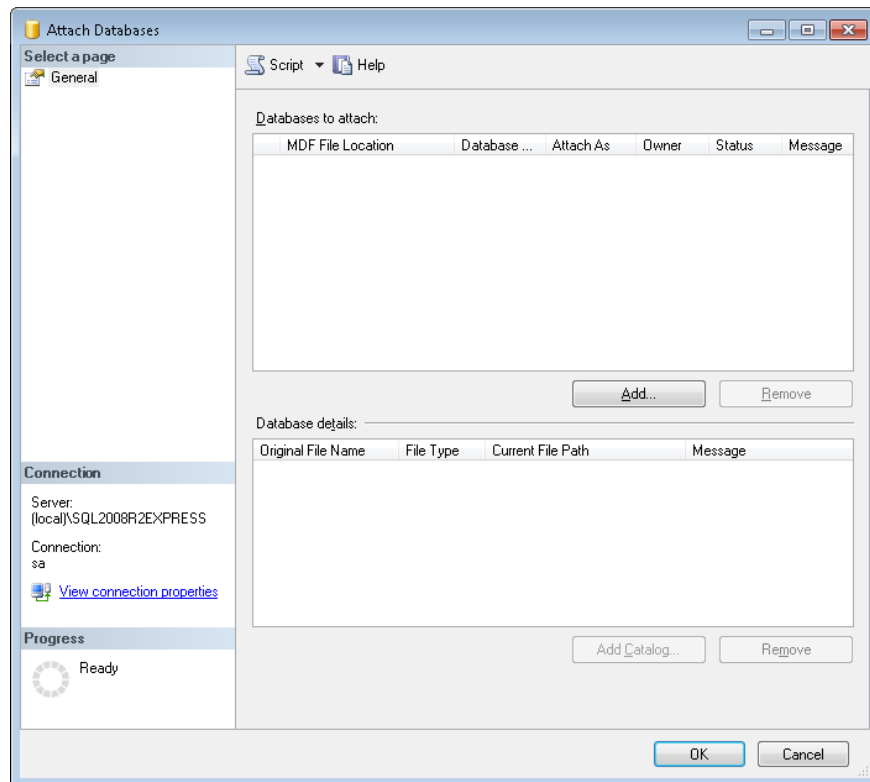 Attach Databases
Select a page
General
Script Help
Databases to attach:
MDF File Location Database ... Attach As Owner Status Message
Add... Remove
Database details:
Original File Name File Type Current File Path Message
Add Catalog... Remove
Connection
Server:
(local)\SQL2008R2EXPRESS
Connection:
sa
View connection properties
Progress
Ready
OK Cancel